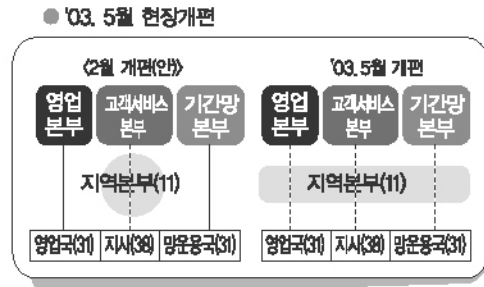 '03. 5월 현장개편
<2월 개편(안)>
영업 본부
고객서비스 본부
기간망 본부
지역본부(11)
영업국(31) 지사(38) 망운용국(31)
'03.5월 개편
영업 본부
고객서비스 본부
기간망 본부
지역본부(11)
영업국(31) 지사(38) 망운용국(31)